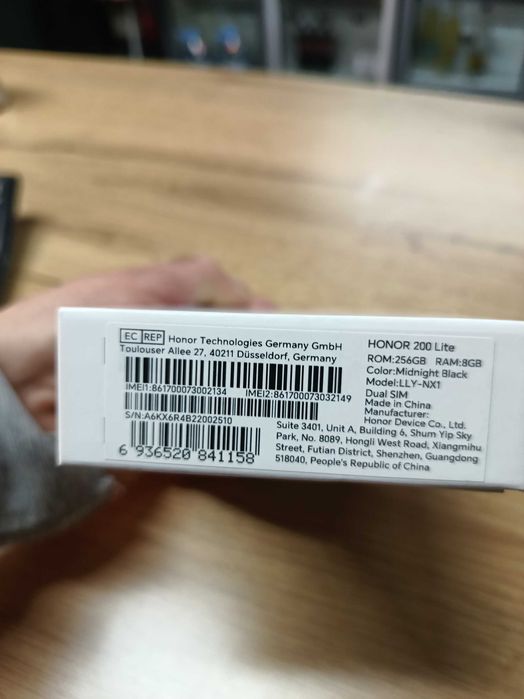 EC REP Honor Technologies Germany GmbH
Toulouser Allee 27, 40211 Düsseldorf, Germany
IMEI1:861700073002134 IMEI2:861700073032149
S/N:A6KX6R4B22002510
6 936520 841158
HONOR 200 Lite
ROM:256GB RAM:8GB
Color:Midnight Black
Model:LLY-NX1
Dual SIM
Made in China
Manufacturer:
Honor Device Co., Ltd.
Suite 3401, Unit A, Building 6, Shum Yip Sky
Park, No. 8089, Hongli West Road, Xiangmihu
Street, Futian District, Shenzhen, Guangdong
518040, People's Republic of China